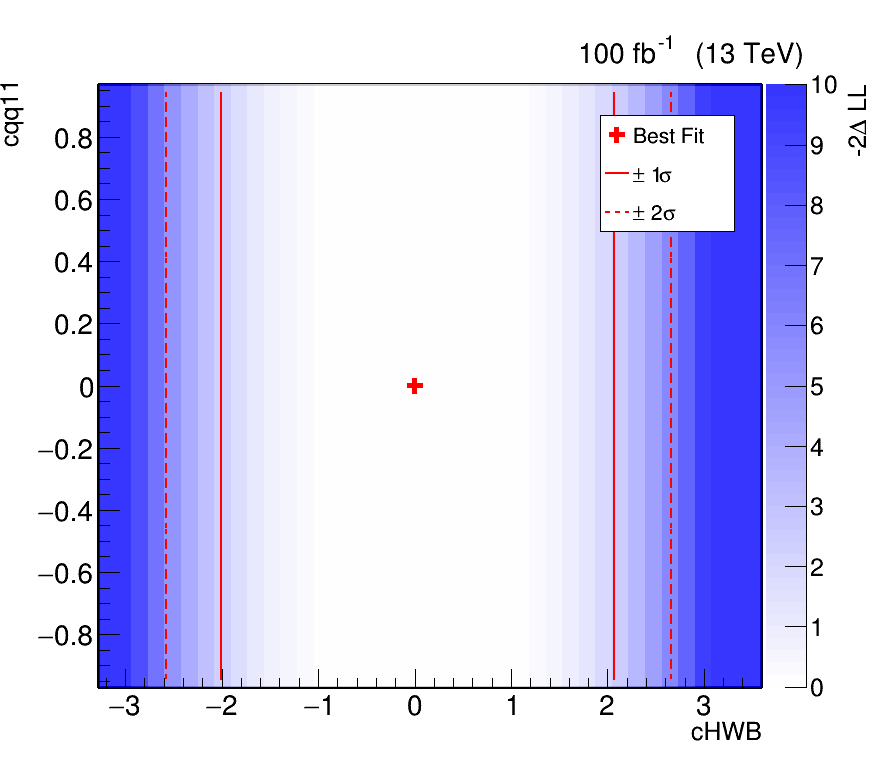 100 fb-1 (13 TeV)
cqq11
-2Δ LL
Best Fit
± 1σ
± 2σ
0.8
0.6
0.4
0.2
0
−0.2
−0.4
−0.6
−0.8
10
9
8
7
6
5
4
3
2
1
0
−3 −2 −1 0 1 2 3
cHWB